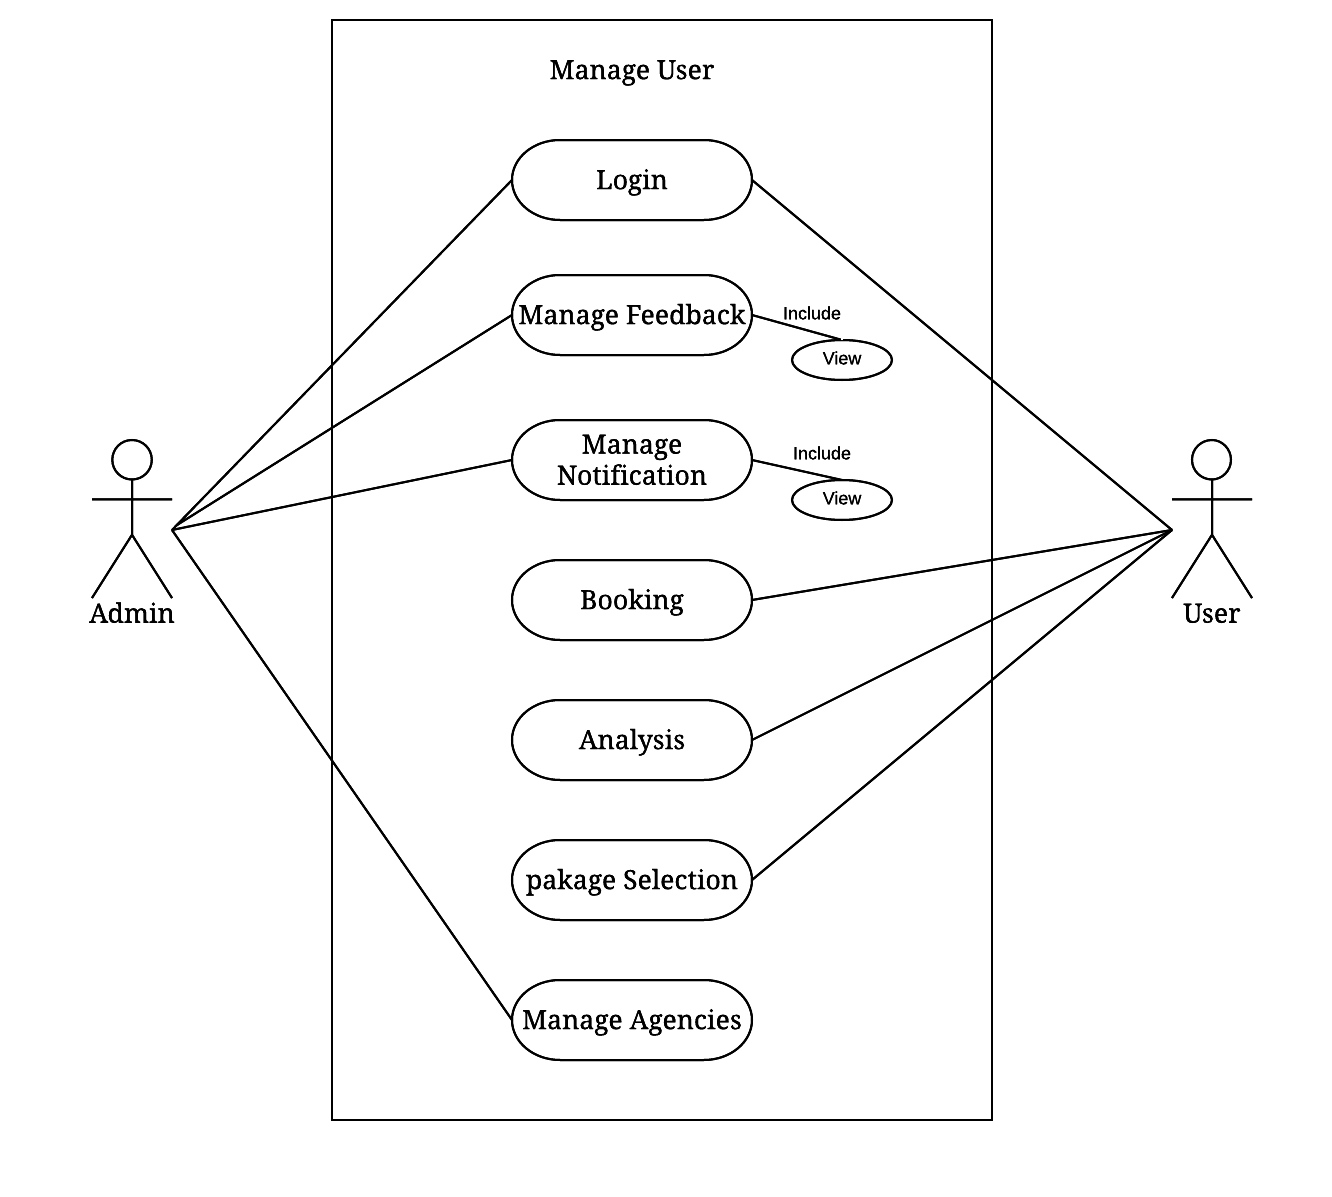 Manage User
Login
Manage Feedback
Include
View
Manage
Notification
Include
View
Booking
Admin
User
Analysis
pakage Selection
Manage Agencies